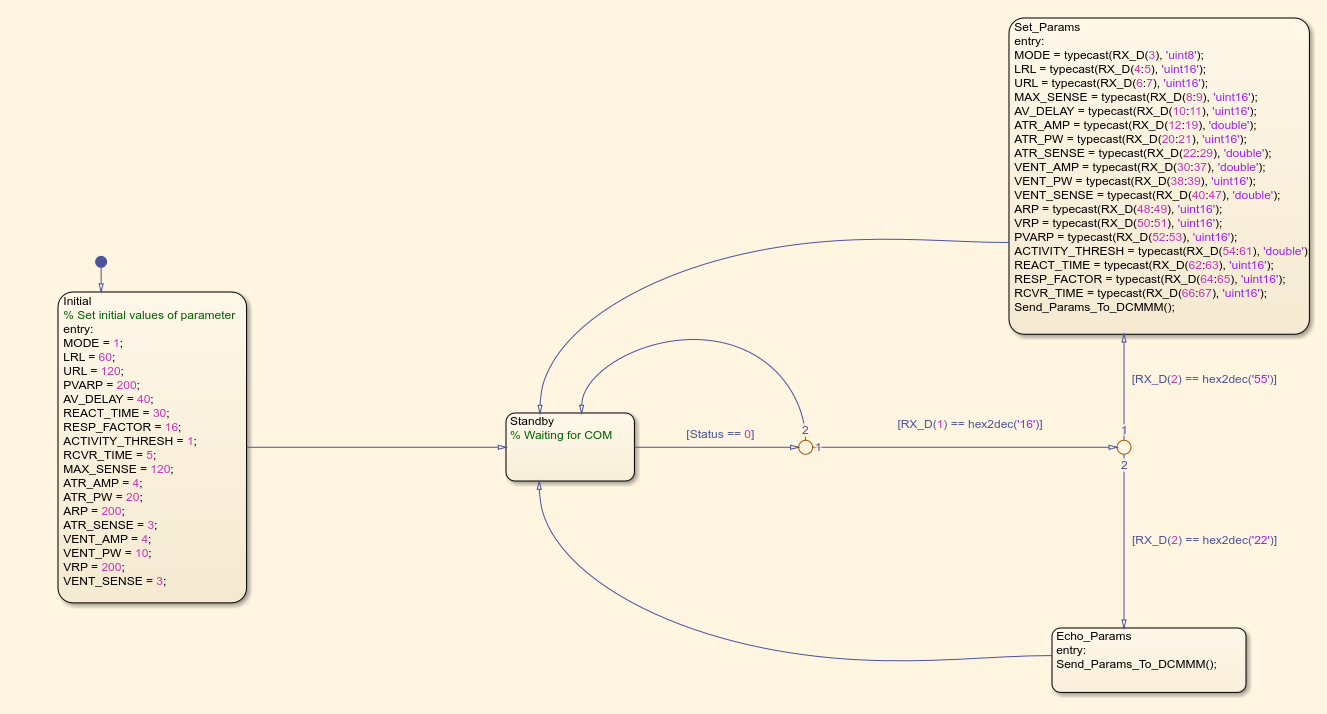 Set_Params
entry:
MODE = typecast(RX_D(3), 'uint8');
LRL = typecast(RX_D(4:5), 'uint16');
URL = typecast(RX_D(6:7), 'uint16');
MAX_SENSE = typecast(RX_D(8:9), 'uint16');
AV_DELAY = typecast(RX_D(10:11), 'uint16');
ATR_AMP = typecast(RX_D(12:19), 'double');
ATR_PW = typecast(RX_D(20:21), 'uint16');
ATR_SENSE = typecast(RX_D(22:29), 'double');
VENT_AMP = typecast(RX_D(30:37), 'double');
VENT_PW = typecast(RX_D(38:39), 'uint16');
VENT_SENSE = typecast(RX_D(40:47), 'double');
ARP = typecast(RX_D(48:49), 'uint16');
VRP = typecast(RX_D(50:51), 'uint16');
PVARP = typecast(RX_D(52:53), 'uint16');
ACTIVITY_THRESH = typecast(RX_D(54:61), 'double')
REACT_TIME = typecast(RX_D(62:63), 'uint16');
RESP_FACTOR = typecast(RX_D(64:65), 'uint16');
RCVR_TIME = typecast(RX_D(66:67), 'uint16');
Send_Params_To_DCMMM();
Initial
% Set initial values of parameter
entry:
MODE = 1;
LRL = 60;
URL = 120;
PVARP = 200;
AV_DELAY = 40;
REACT_TIME = 30;
RESP_FACTOR = 16;
ACTIVITY_THRESH = 1;
RCVR_TIME = 5;
MAX_SENSE = 120;
ATR_AMP = 4;
ATR_PW = 20;
ARP = 200;
ATR_SENSE = 3;
VENT_AMP = 4;
VENT_PW = 10;
VRP = 200;
VENT_SENSE = 3;
Standby
% Waiting for COM
[Status == 0]
2
1
[RX_D(1) == hex2dec('16')]
[RX_D(2) == hex2dec('55')]
1
2
[RX_D(2) == hex2dec('22')]
Echo_Params
entry:
Send_Params_To_DCMMM();